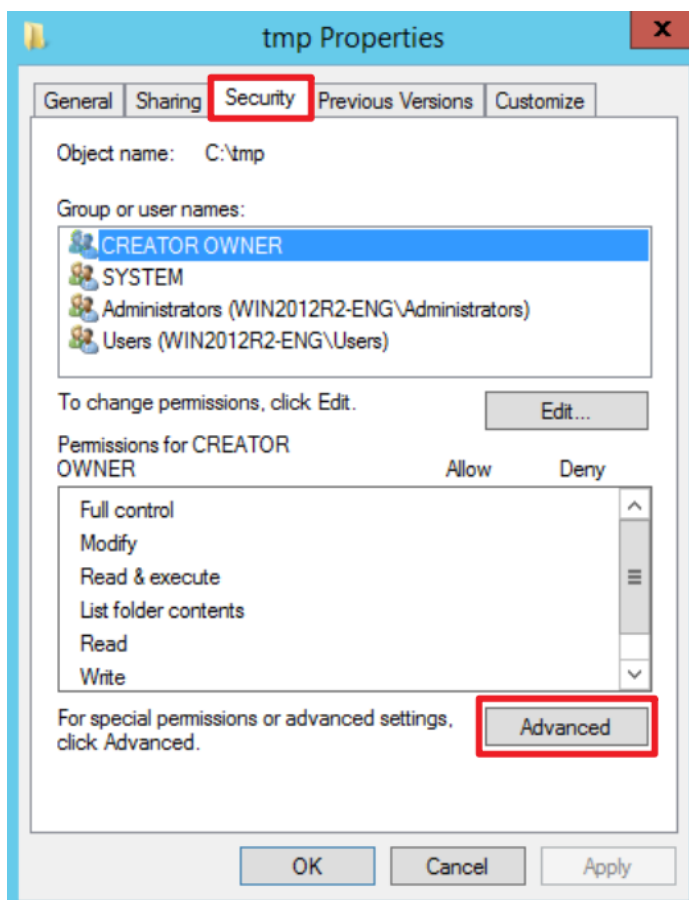 tmp Properties
x
General Sharing Security Previous Versions Customize
Object name: C:\tmp
Group or user names:
CREATOR OWNER
SYSTEM
Administrators (WIN2012R2-ENG\Administrators)
Users (WIN2012R2-ENG\Users)
To change permissions, click Edit.
Edit...
Permissions for CREATOR
OWNER Allow Deny
Full control
Modify
Read & execute
List folder contents
Read
Write
For special permissions or advanced settings,
click Advanced.
Advanced
OK Cancel Apply